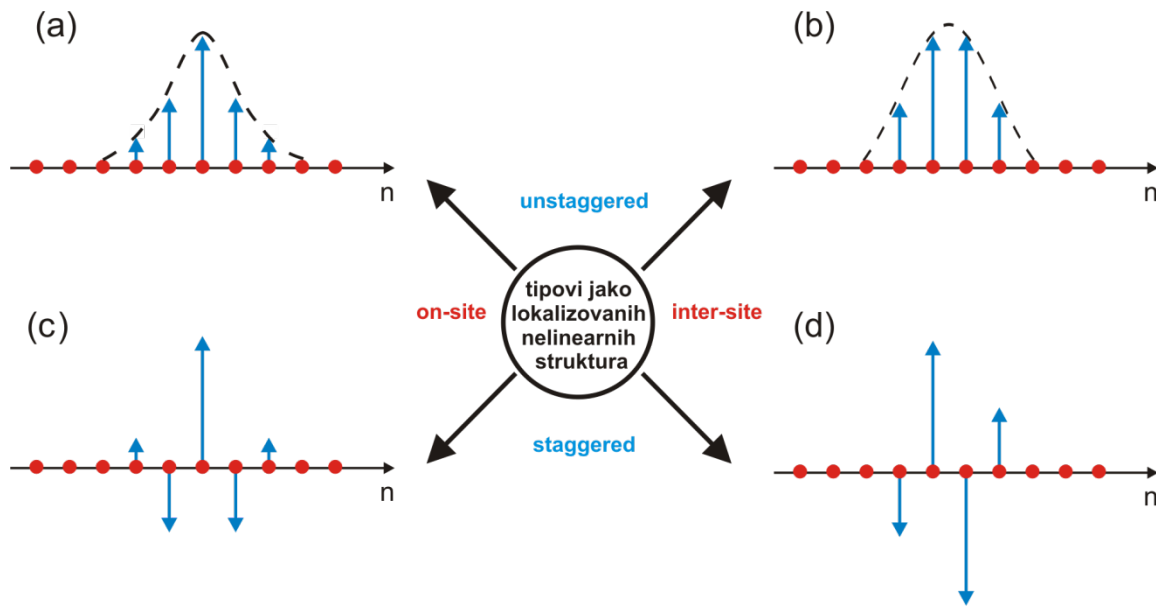 (a)
n
(b)
n
unstaggered
on-site
tipovi jako
lokalizovanih
nelinearnih
struktura
inter-site
staggered
(c)
n
(d)
n